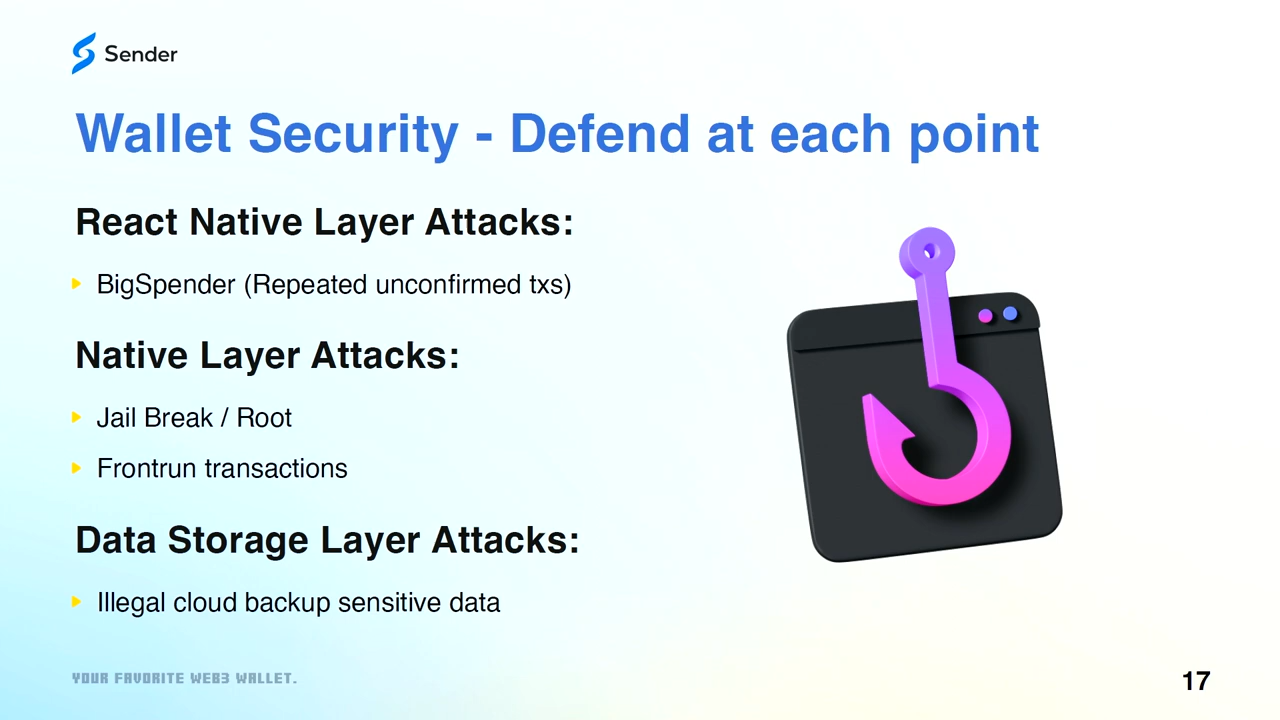 Sender
Wallet Security - Defend at each point
React Native Layer Attacks:
BigSpender (Repeated unconfirmed txs)
Native Layer Attacks:
Jail Break / Root
Frontrun transactions
Data Storage Layer Attacks:
Illegal cloud backup sensitive data
YOUR FAVORITE WEB3 WALLET.
17